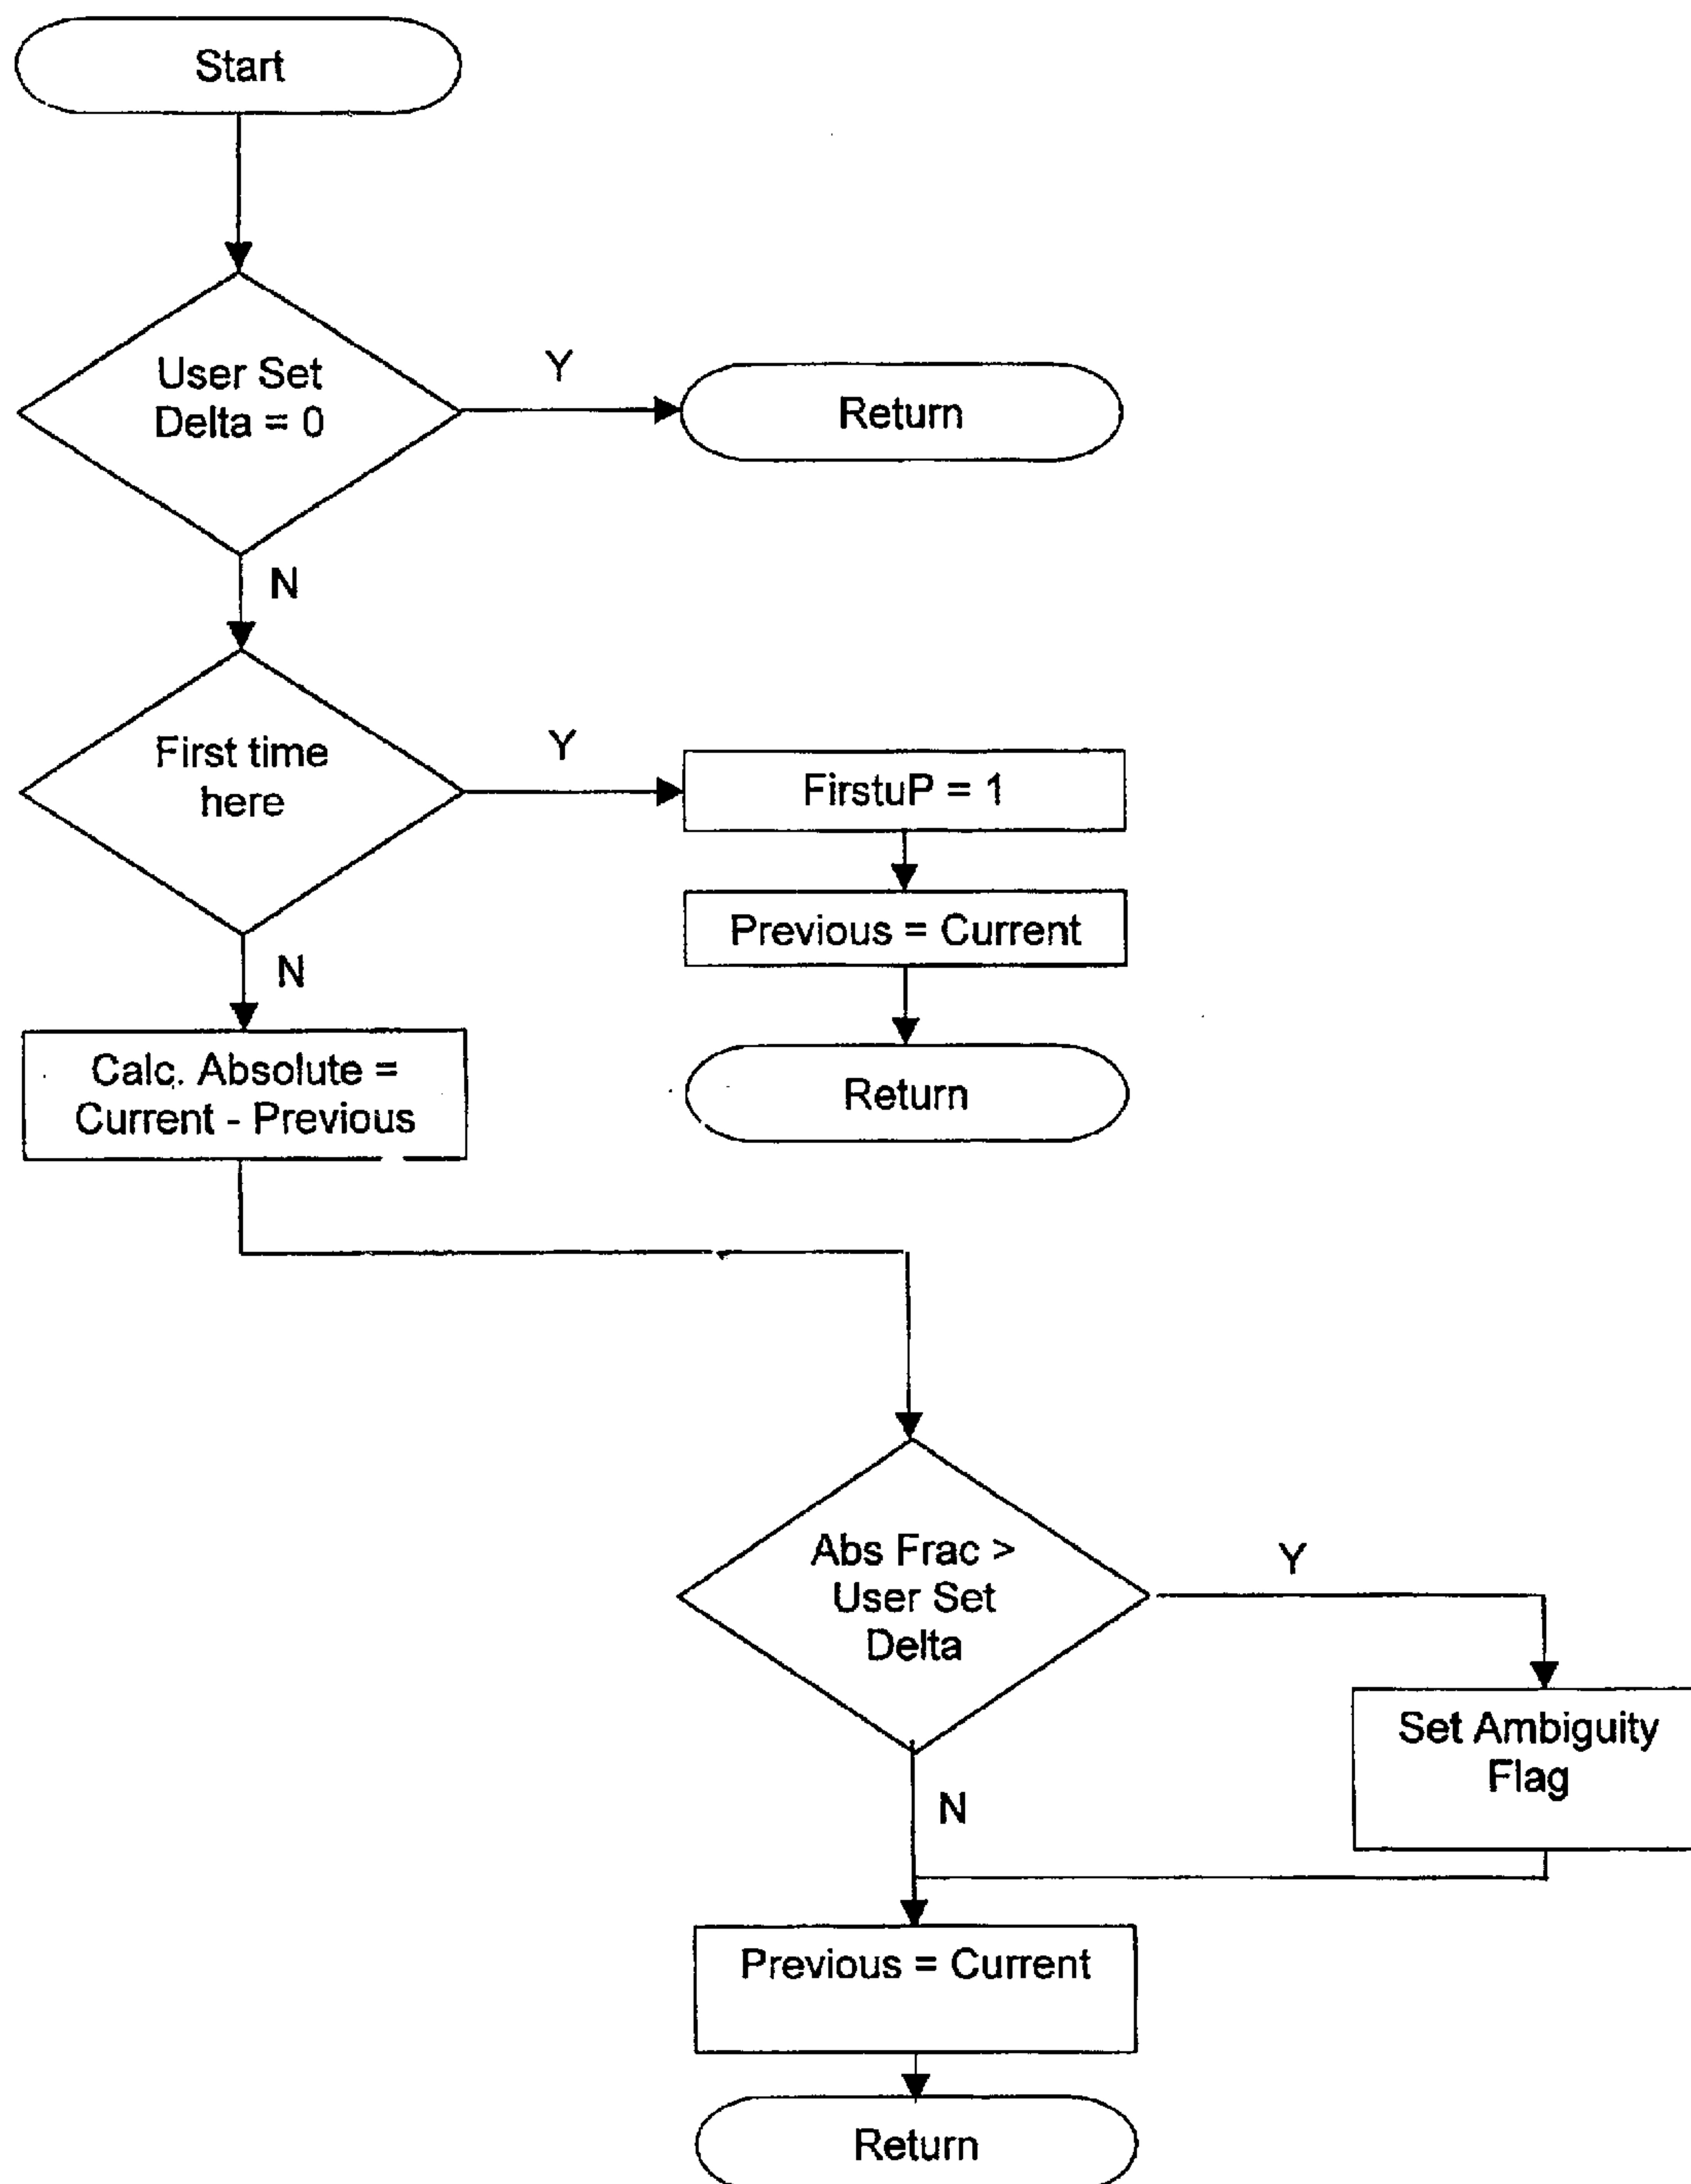 Start
User Set
Delta = 0
Y
Return
N
First time
here
Y
FirstuP = 1
Previous = Current
Return
N
Calc. Absolute =
Current - Previous
Abs Frac >
User Set
Delta
Y
Set Ambiguity
Flag
N
Previous = Current
Return